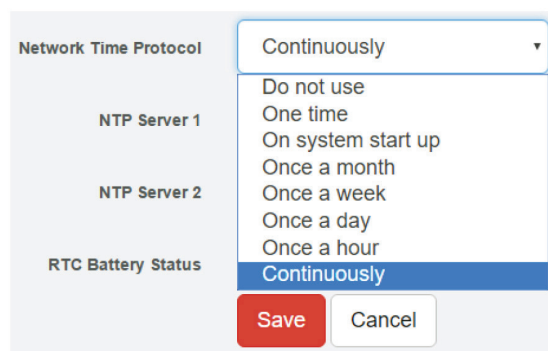 Network Time Protocol
Continuously
Do not use
NTP Server 1
One time
On system start up
Once a month
NTP Server 2
Once a week
Once a day
Once a hour
RTC Battery Status
Continuously
Save
Cancel